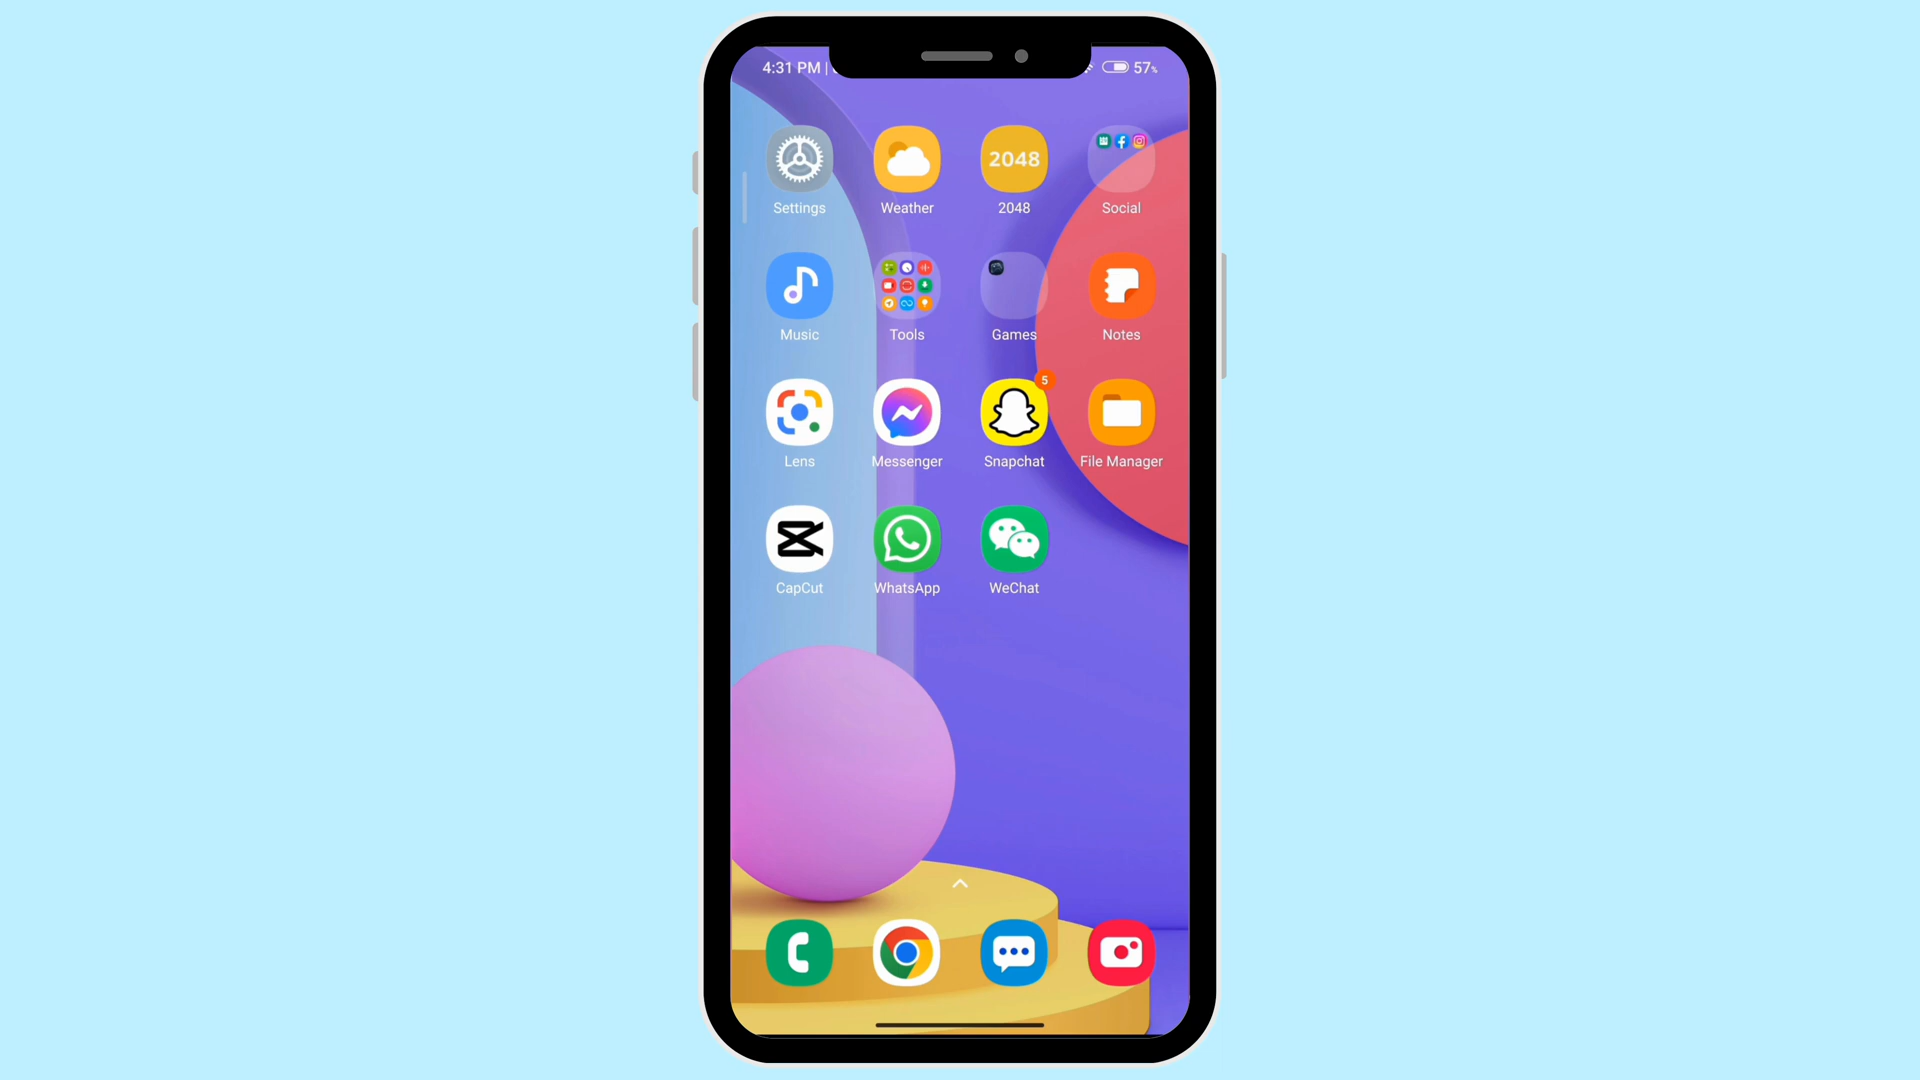 4:31 PM |
57%
2048
Settings
Weather
2048
Social
Music
Tools
Games
Notes
5
Lens
Messenger
Snapchat
File Manager
CapCut
WhatsApp
WeChat